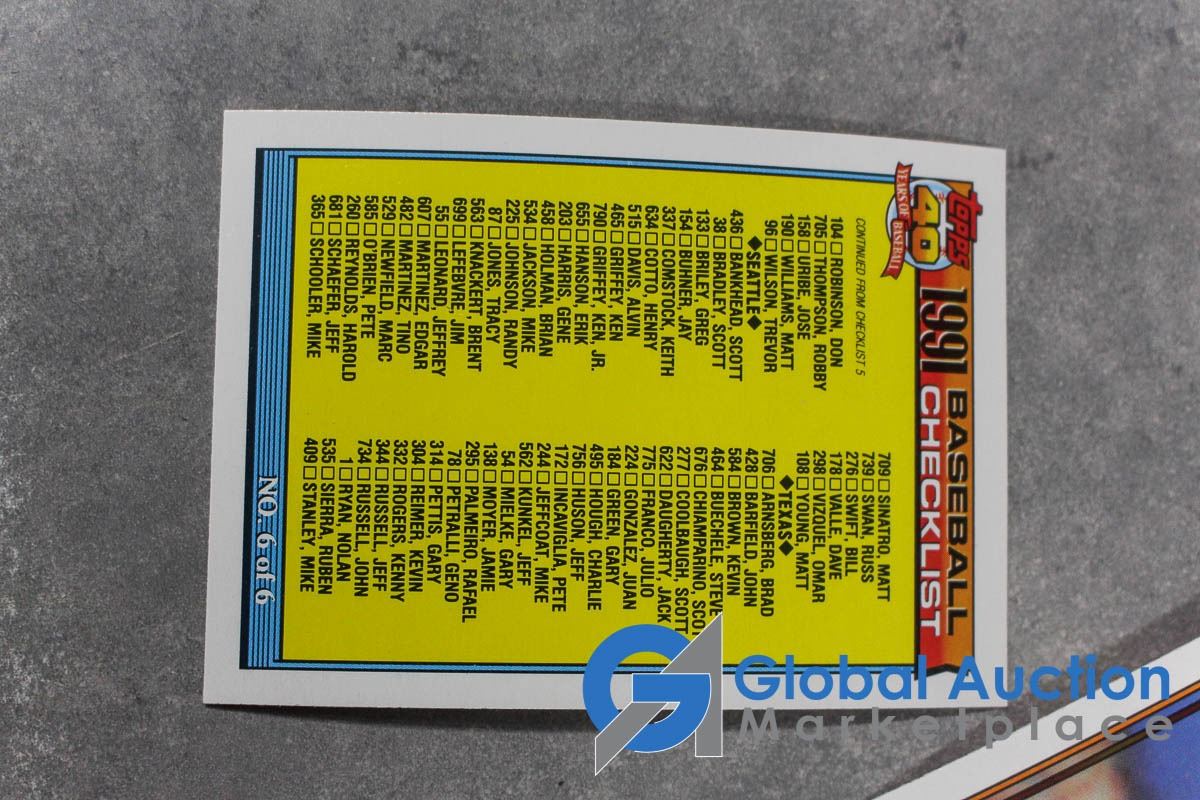 topps
40
YEARS OF BASEBALL
1991 BASEBALL
CHECKLIST
CONTINUED FROM CHECKLIST 5
104 ROBINSON, DON
705 THOMPSON, ROBBY
158 URIBE, JOSE
190 WILLIAMS, MATT
96 WILSON, TREVOR
◆SEATTLE◆
436 BANKHEAD, SCOTT
38 BRADLEY, SCOTT
133 BRILEY, GREG
154 BUHNER, JAY
337 COMSTOCK, KEITH
634 COTTO, HENRY
515 DAVIS, ALVIN
465 GRIFFEY, KEN
790 GRIFFEY, KEN, JR.
655 HANSON, ERIK
203 HARRIS, GENE
458 HOLMAN, BRIAN
534 JACKSON, MIKE
225 JOHNSON, RANDY
87 JONES, TRACY
563 KNACKERT, BRENT
699 LEFEBVRE, JIM
55 LEONARD, JEFFREY
607 MARTINEZ, EDGAR
482 MARTINEZ, TINO
529 NEWFIELD, MARC
585 O'BRIEN, PETE
260 REYNOLDS, HAROLD
681 SCHAEFER, JEFF
365 SCHOOLER, MIKE
709 SINATRO, MATT
739 SWAN, RUSS
276 SWIFT, BILL
178 VALLE, DAVE
298 VIZQUEL, OMAR
108 YOUNG, MATT
◆TEXAS◆
706 ARNSBERG, BRAD
428 BARFIELD, JOHN
584 BROWN, KEVIN
464 BUECHELE, STEVE
676 CHIAMPARINO, SCOTT
277 COOLBAUGH, SCOTT
622 DAUGHERTY, JACK
775 FRANCO, JULIO
224 GONZALEZ, JUAN
184 GREEN, GARY
495 HOUGH, CHARLIE
172 INCAVIGLIA, PETE
756 HUSON, JEFF
244 JEFFCOAT, MIKE
562 KUNKEL, JEFF
54 MIELKE, GARY
138 MOYER, JAMIE
295 PALMEIRO, RAFAEL
78 PETRALLI, GENO
314 PETTIS, GARY
304 REIMER, KEVIN
332 ROGERS, KENNY
344 RUSSELL, JEFF
734 RUSSELL, JOHN
1 RYAN, NOLAN
535 SIERRA, RUBEN
409 STANLEY, MIKE
NO. 6 of 6
Global Auction
Marketplace